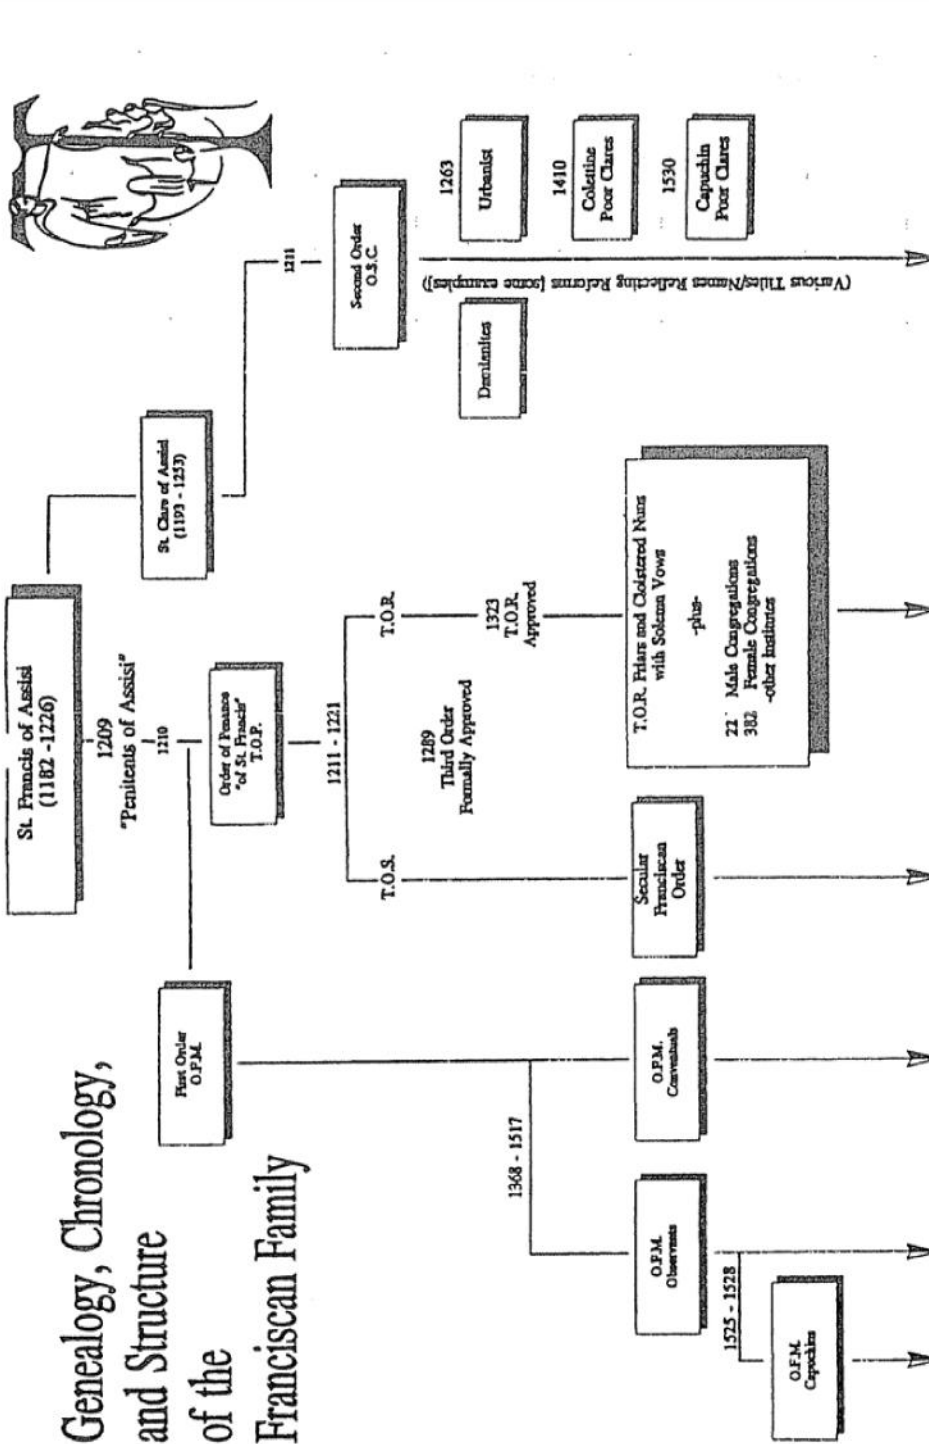 Genealogy, Chronology,
and Structure
of the
Franciscan Family
St. Francis of Assisi
(1182 -1226)
1209
"Penitents of Assisi"
1210
First Order
O.F.M.
Order of Penance
"of St. Francis"
T.O.P.
St. Clare of Assisi
(1193 - 1253)
1211
Second Order
O.S.C.
1211 - 1221
T.O.S.
T.O.R.
1289
Third Order
Formally Approved
1323
T.O.R.
Approved
1368 - 1517
O.F.M.
Observants
O.F.M.
Conventuals
Secular
Franciscan
Order
T.O.R. Friars and Cloistered Nuns
with Solemn Vows
-plus-
22 Male Congregations
382 Female Congregations
-other institutes
1525 - 1528
O.F.M.
Capuchins
Damianites
(Various Titles/Names Reflecting Reforms [some examples])
1263
Urbanist
1410
Colettine
Poor Clares
1530
Capuchin
Poor Clares